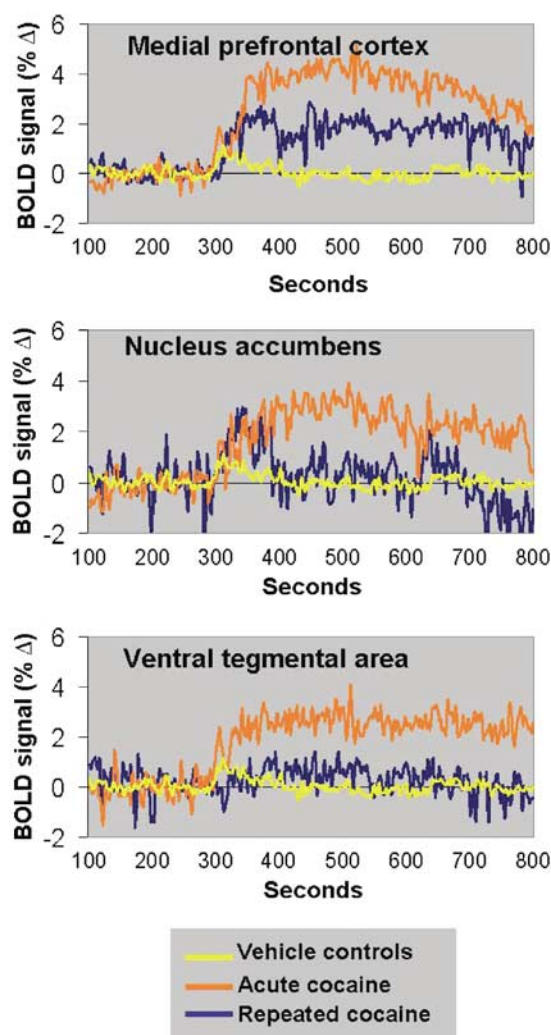 Medial prefrontal cortex
BOLD signal (% Δ)
6
4
2
0
-2
100 200 300 400 500 600 700 800
Seconds
Nucleus accumbens
BOLD signal (% Δ)
6
4
2
0
-2
100 200 300 400 500 600 700 800
Seconds
Ventral tegmental area
BOLD signal (% Δ)
6
4
2
0
-2
100 200 300 400 500 600 700 800
Seconds
Vehicle controls
Acute cocaine
Repeated cocaine